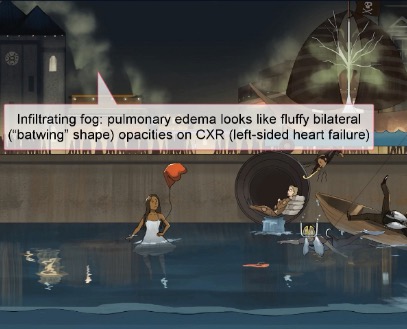 Infiltrating fog: pulmonary edema looks like fluffy bilateral
("batwing" shape) opacities on CXR (left-sided heart failure)